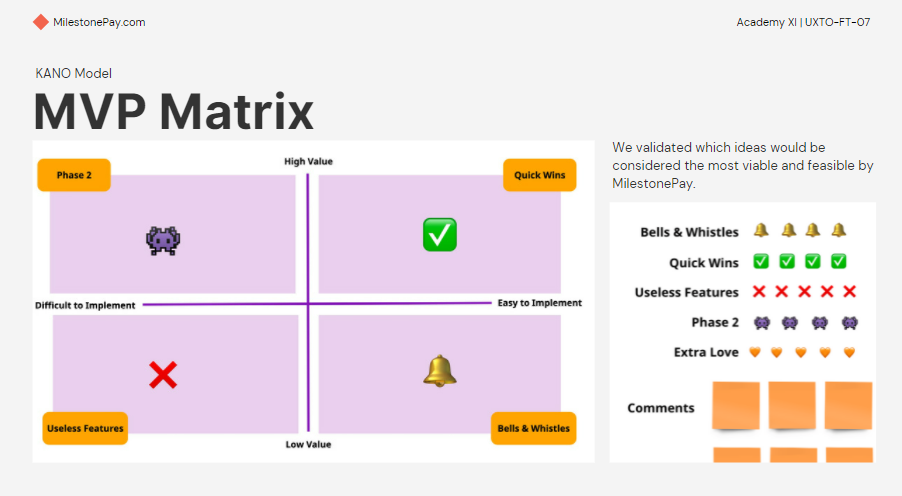 MilestonePay.com
Academy XI | UXTO-FT-07
KANO Model
MVP Matrix
High Value
Phase 2
Quick Wins
Difficult to Implement
Easy to Implement
Useless Features
Bells & Whistles
Low Value
We validated which ideas would be
considered the most viable and feasible by
MilestonePay.
Bells & Whistles
Quick Wins
Useless Features
Phase 2
Extra Love
Comments